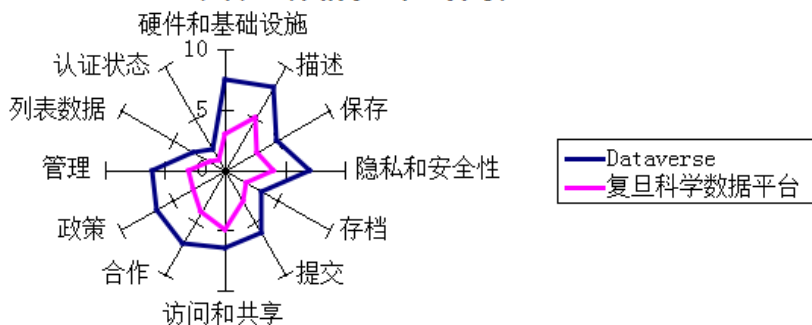 硬件和基础设施
10
认证状态
描述
列表数据
5
保存
管理
0
隐私和安全性
政策
存档
合作
提交
访问和共享
Dataverse
复旦科学数据平台